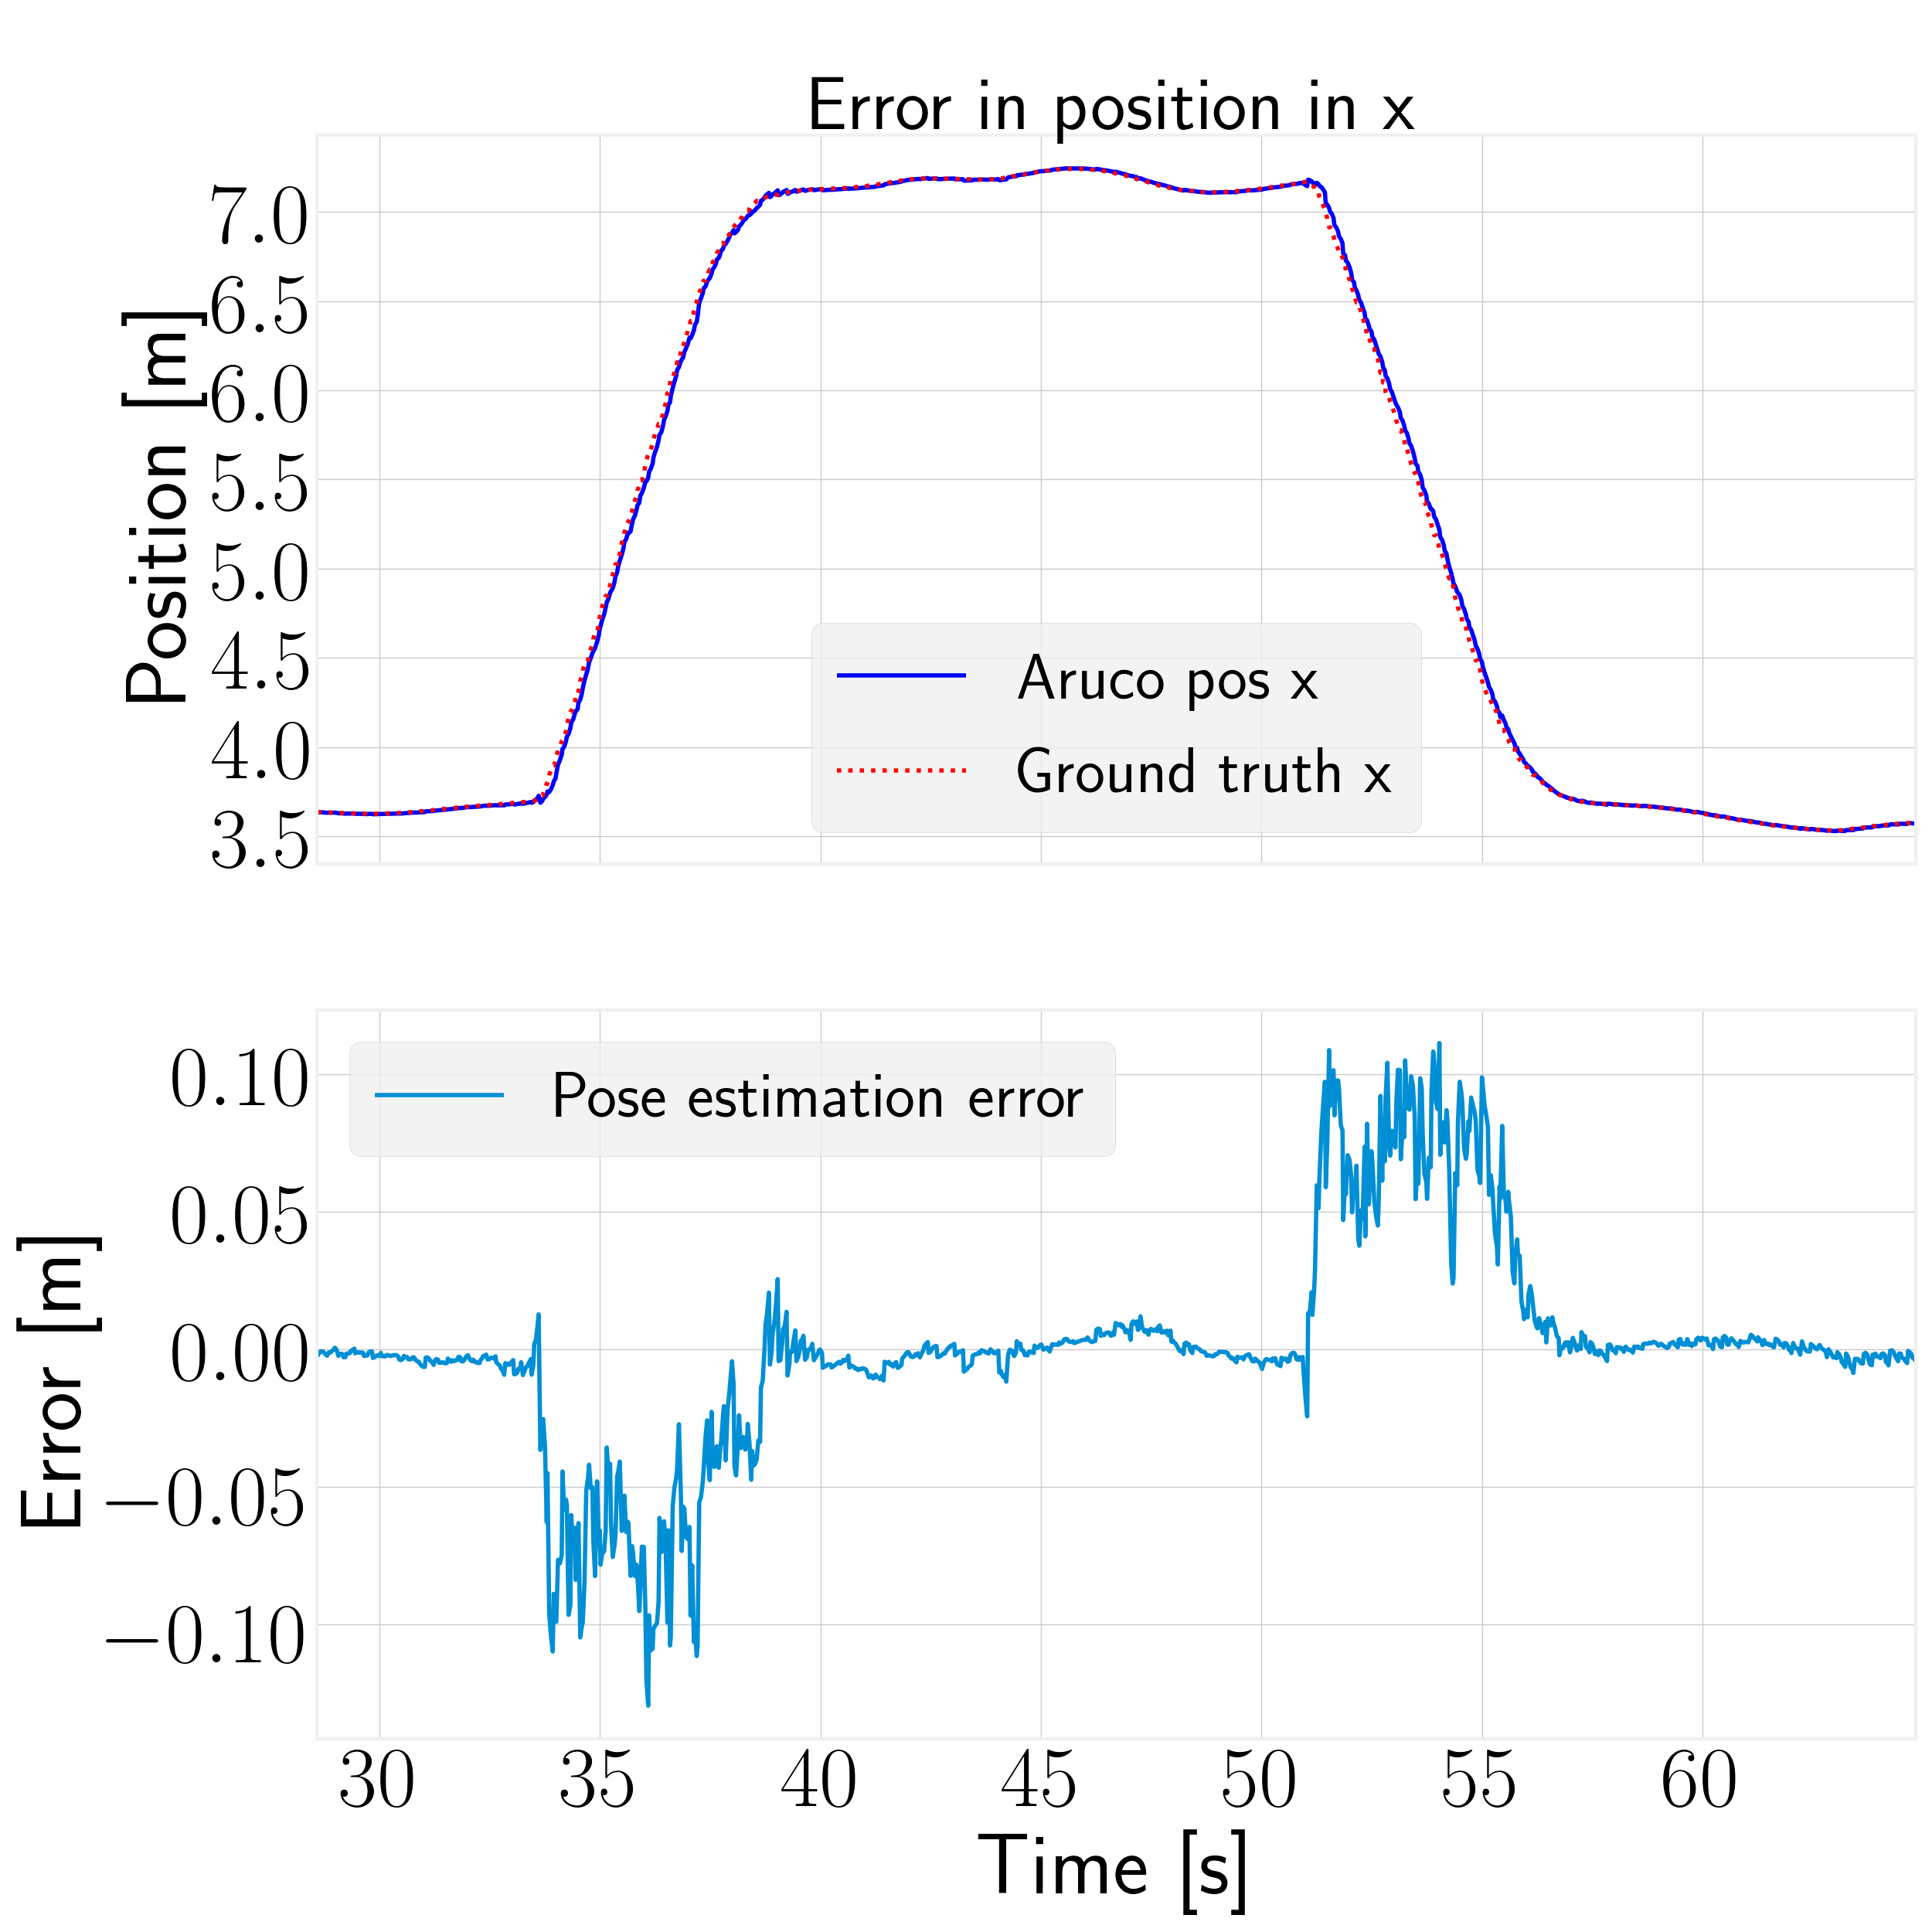 Error in position in x
Position [m]
7.0
6.5
6.0
5.5
5.0
4.5
4.0
3.5
Aruco pos x
Ground truth x
Error [m]
0.10
0.05
0.00
−0.05
−0.10
Pose estimation error
30 35 40 45 50 55 60
Time [s]